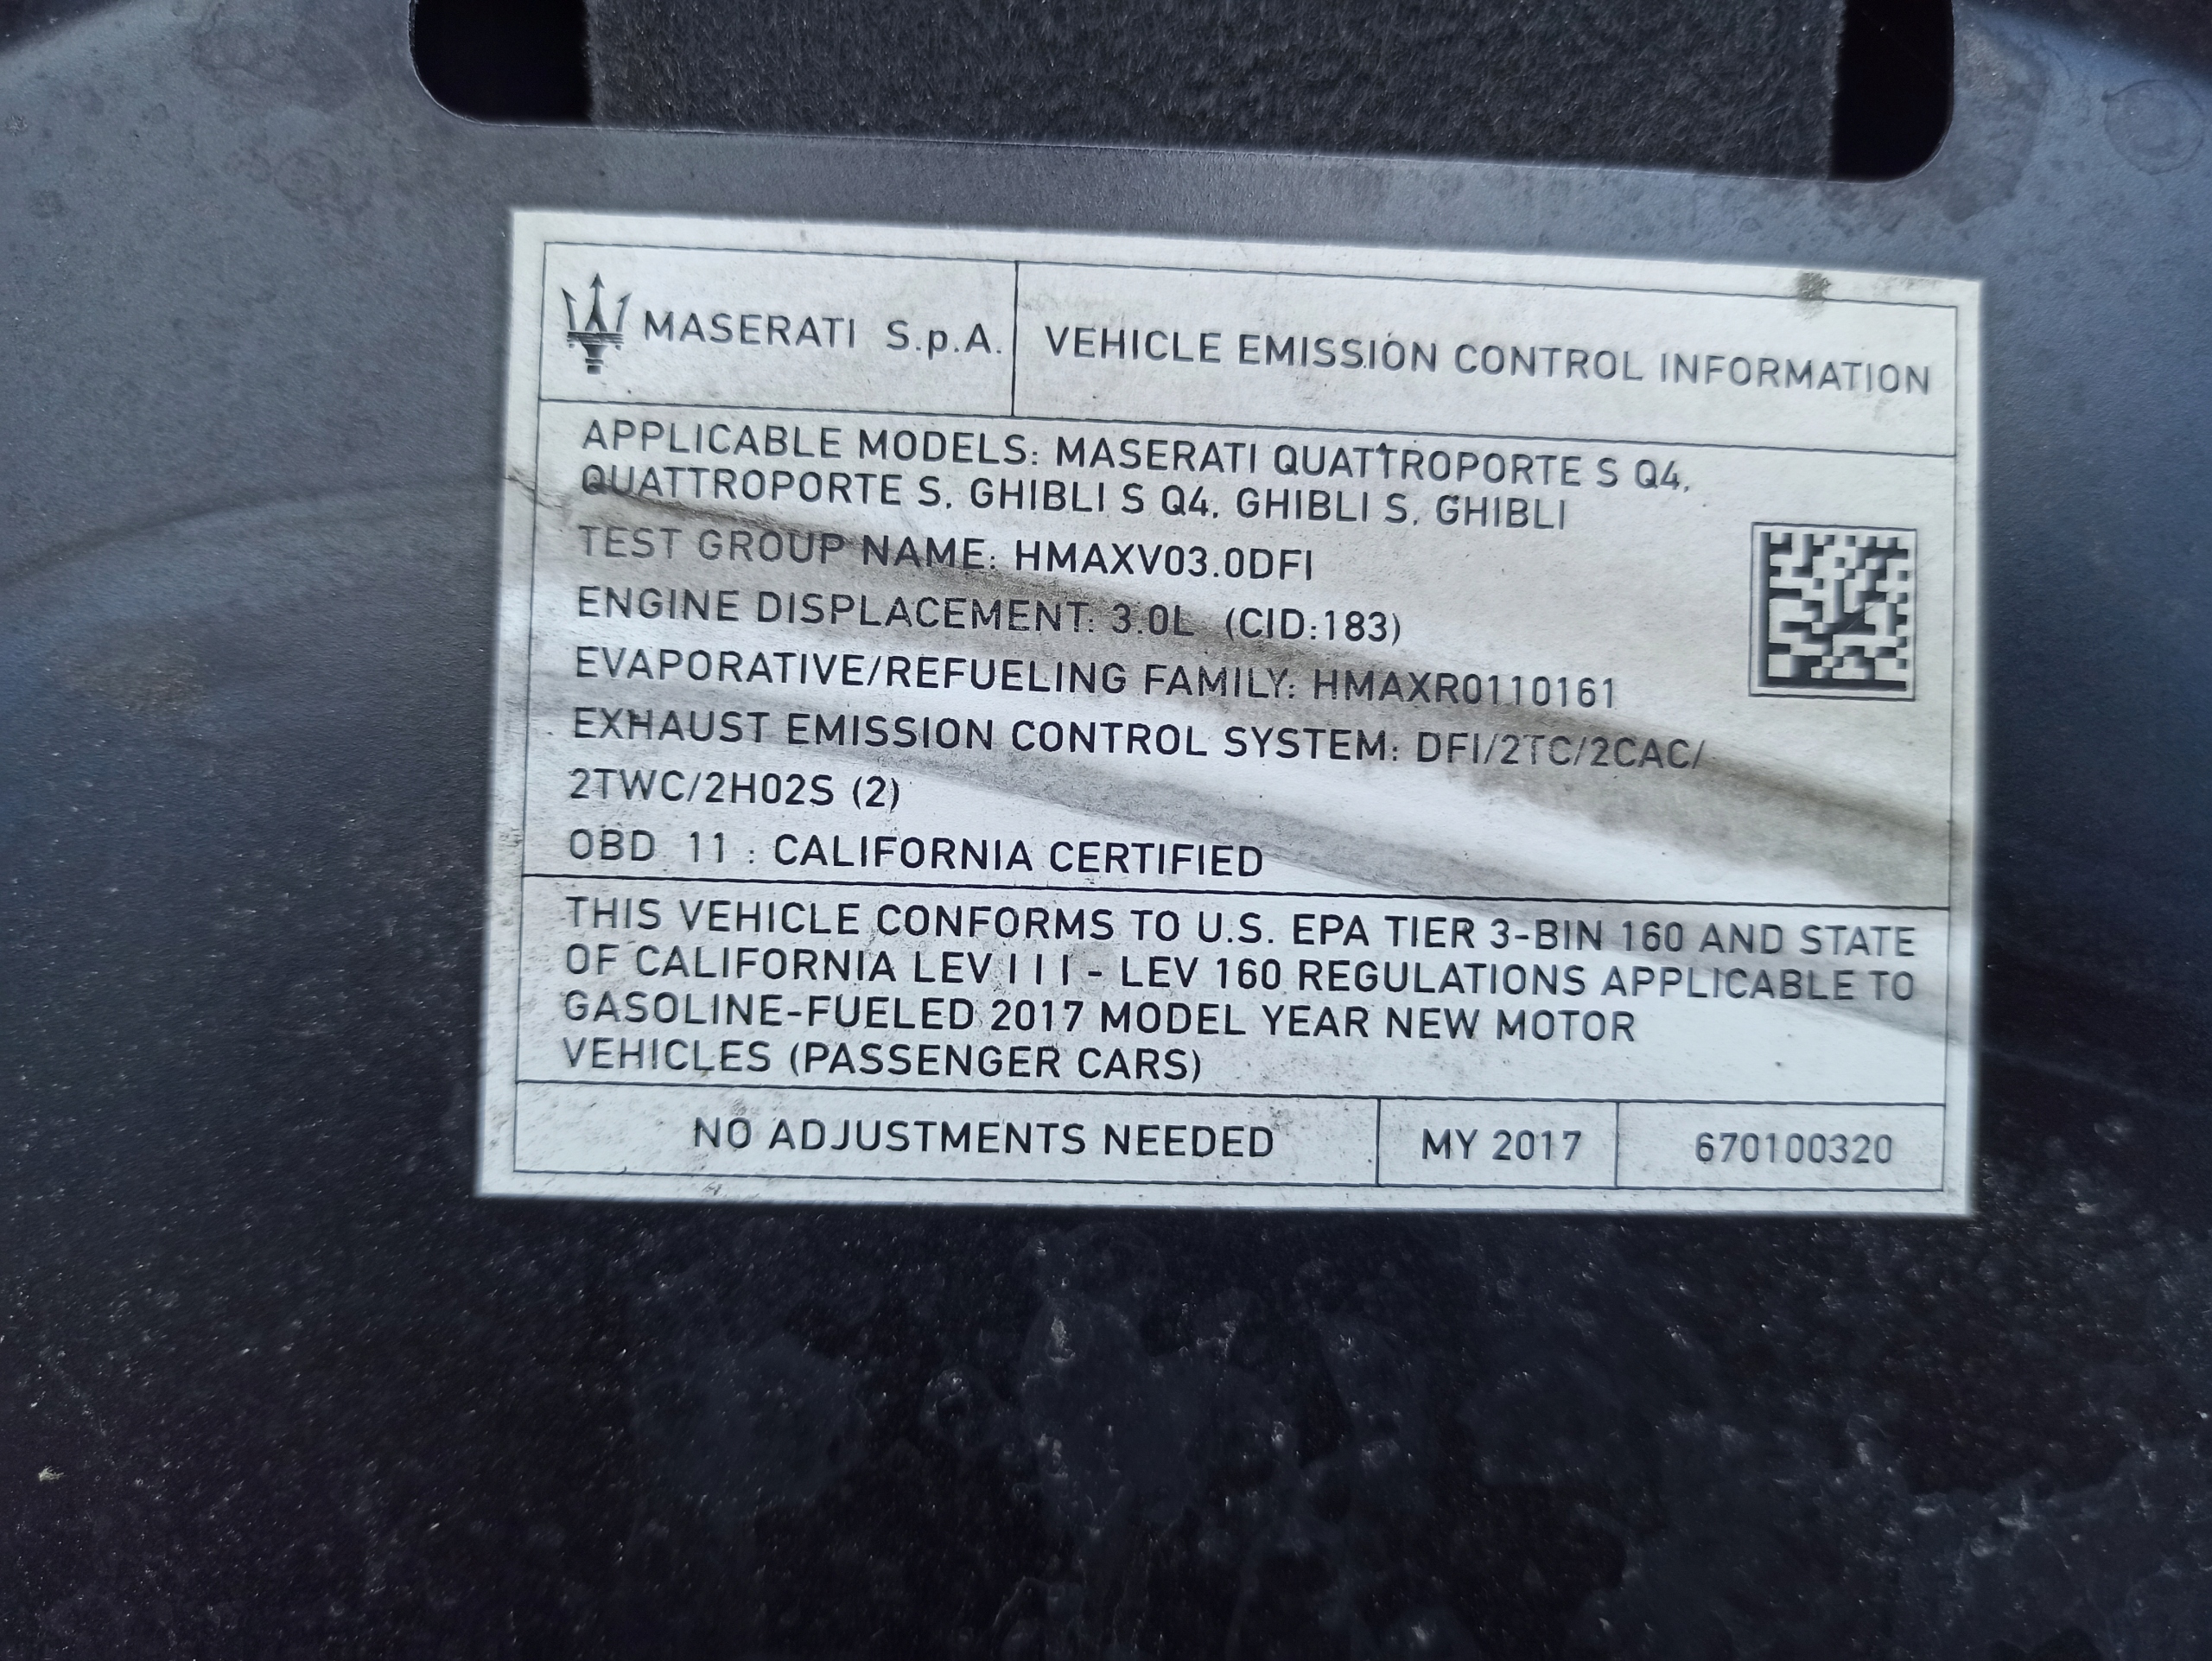 MASERATI S.p.A.
VEHICLE EMISSION CONTROL INFORMATION
APPLICABLE MODELS: MASERATI QUATTROPORTE S Q4,
QUATTROPORTE S, GHIBLI S Q4, GHIBLI S, GHIBLI
TEST GROUP NAME: HMAXV03.0DFI
ENGINE DISPLACEMENT: 3.0L (CID:183)
EVAPORATIVE/REFUELING FAMILY: HMAXR0110161
EXHAUST EMISSION CONTROL SYSTEM: DFI/2TC/2CAC/
2TWC/2H02S (2)
OBD 11 : CALIFORNIA CERTIFIED
THIS VEHICLE CONFORMS TO U.S. EPA TIER 3-BIN 160 AND STATE
OF CALIFORNIA LEV III - LEV 160 REGULATIONS APPLICABLE TO
GASOLINE-FUELED 2017 MODEL YEAR NEW MOTOR
VEHICLES (PASSENGER CARS)
NO ADJUSTMENTS NEEDED
MY 2017
670100320